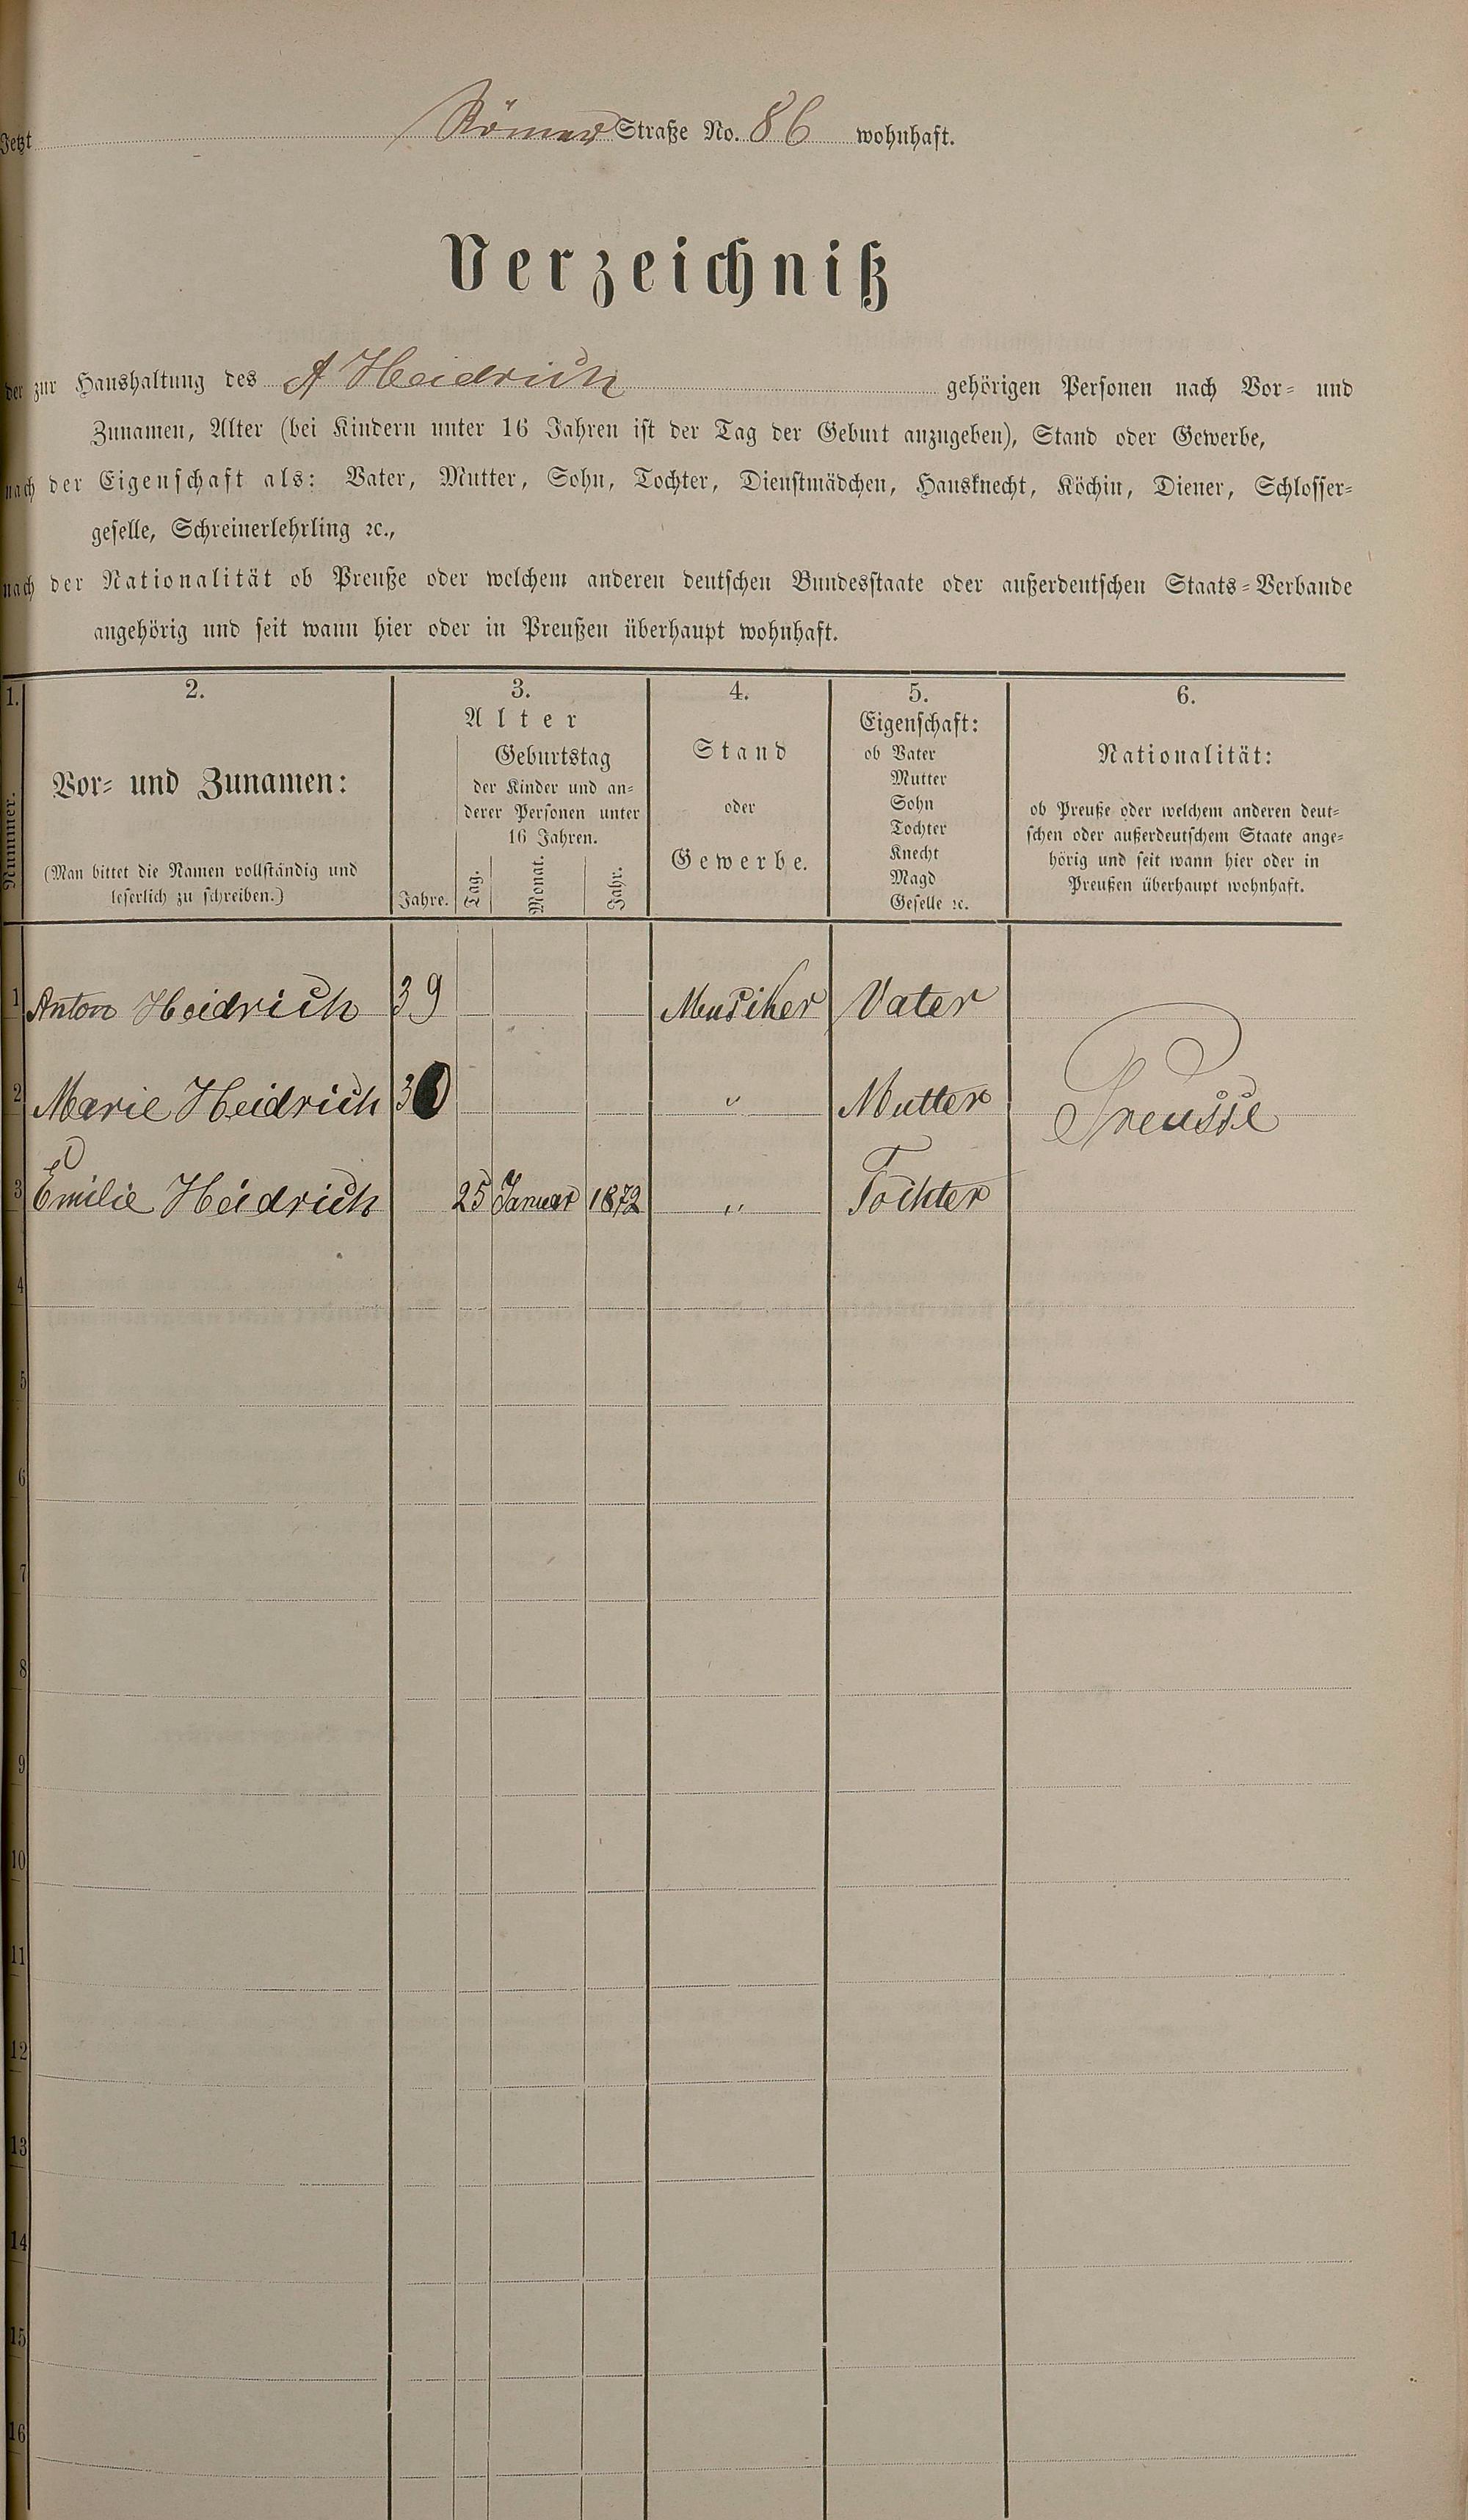 Jetzt Römer Straße No. 86 wohnhaft.
Verzeichniß
der zur Haushaltung des A Heidrich gehörigen Personen nach Vor- und
Zunamen, Alter (bei Kindern unter 16 Jahren ist der Tag der Geburt anzugeben), Stand oder Gewerbe,
nach der Eigenschaft als: Vater, Mutter, Sohn, Tochter, Dienstmädchen, Hausknecht, Köchin, Diener, Schlosser-
geselle, Schreinerlehrling ꝛc.,
nach der Nationalität ob Preuße oder welchem anderen deutschen Bundesstaate oder außerdeutschen Staats-Verbande
angehörig und seit wann hier oder in Preußen überhaupt wohnhaft.
1. 2. 3. 4. 5. 6.
Nummer.
Vor- und Zunamen:
(Man bittet die Namen vollständig und
leserlich zu schreiben.)
Alter
Jahre.
Geburtstag
der Kinder und an-
derer Personen unter
16 Jahren.
Tag. Monat. Jahr.
Stand
oder
Gewerbe.
Eigenschaft:
ob Vater
Mutter
Sohn
Tochter
Knecht
Magd
Geselle ꝛc.
Nationalität:
ob Preuße oder welchem anderen deut-
schen oder außerdeutschem Staate ange-
hörig und seit wann hier oder in
Preußen überhaupt wohnhaft.
1 Anton Heidrich 39 Musiker Vater
2 Marie Heidrich " Mutter Preusse
3 Emilie Heidrich 25 Januar 1872 " Tochter
4
5
6
7
8
9
10
11
12
13
14
15
16